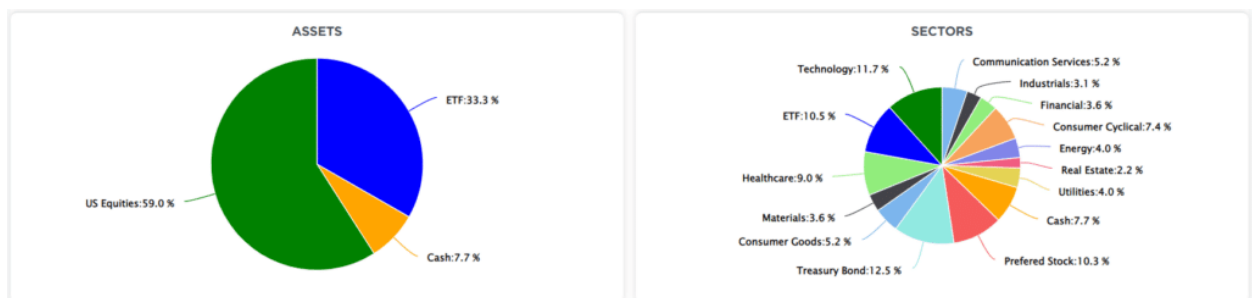 ASSETS
ETF:33.3 %
US Equities:59.0 %
Cash:7.7 %
SECTORS
Communication Services:5.2 %
Technology:11.7 %
Industrials:3.1 %
Financial:3.6 %
ETF:10.5 %
Consumer Cyclical:7.4 %
Energy:4.0 %
Healthcare:9.0 %
Real Estate:2.2 %
Utilities:4.0 %
Materials:3.6 %
Cash:7.7 %
Consumer Goods:5.2 %
Prefered Stock:10.3 %
Treasury Bond:12.5 %